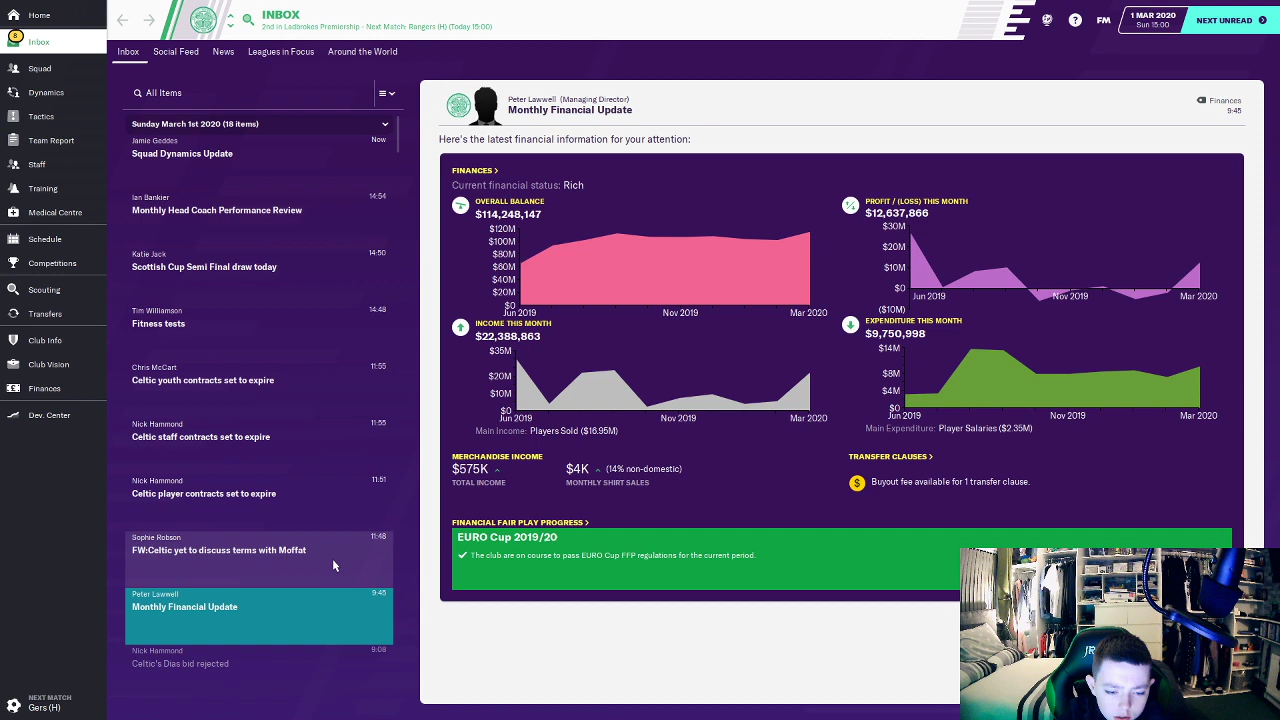 Home
8
Inbox
Squad
Dynamics
Tactics
Team Report
Staff
Training
Medical Centre
Schedule
Competitions
Scouting
Transfers
Club Info
Club Vision
Finances
Dev. Center
NEXT MATCH
Gers (H)
INBOX
2nd in Ladbrokes Premiership - Next Match: Rangers (H) (Today 15:00)
?
FM
1 MAR 2020
Sun 15:00
NEXT UNREAD
Inbox
Social Feed
News
Leagues in Focus
Around the World
All Items
Sunday March 1st 2020 (18 items)
Jamie Geddes
Now
Squad Dynamics Update
Ian Bankier
14:54
Monthly Head Coach Performance Review
Katie Jack
14:50
Scottish Cup Semi Final draw today
Tim Williamson
14:48
Fitness tests
Chris McCart
11:55
Celtic youth contracts set to expire
Nick Hammond
11:55
Celtic staff contracts set to expire
Nick Hammond
11:51
Celtic player contracts set to expire
Sophie Robson
11:48
FW:Celtic yet to discuss terms with Moffat
Peter Lawwell
9:45
Monthly Financial Update
Nick Hammond
9:08
Celtic's Dias bid rejected
Peter Lawwell (Managing Director)
Monthly Financial Update
Finances
9:45
Here's the latest financial information for your attention:
FINANCES >
Current financial status: Rich
OVERALL BALANCE
$114,248,147
$120M
$100M
$80M
$60M
$40M
$20M
$0
Jun 2019
Nov 2019
Mar 2020
PROFIT / (LOSS) THIS MONTH
$12,637,866
$30M
$20M
$10M
$0
($10M)
Jun 2019
Nov 2019
Mar 2020
INCOME THIS MONTH
$22,388,863
$35M
$20M
$10M
$0
Jun 2019
Nov 2019
Mar 2020
Main Income: Players Sold ($16.95M)
EXPENDITURE THIS MONTH
$9,750,998
$14M
$8M
$4M
$0
Jun 2019
Nov 2019
Mar 2020
Main Expenditure: Player Salaries ($2.35M)
MERCHANDISE INCOME
$575K
TOTAL INCOME
$4K (14% non-domestic)
MONTHLY SHIRT SALES
TRANSFER CLAUSES >
$
Buyout fee available for 1 transfer clause.
FINANCIAL FAIR PLAY PROGRESS >
EURO Cup 2019/20
The club are on course to pass EURO Cup FFP regulations for the current period.